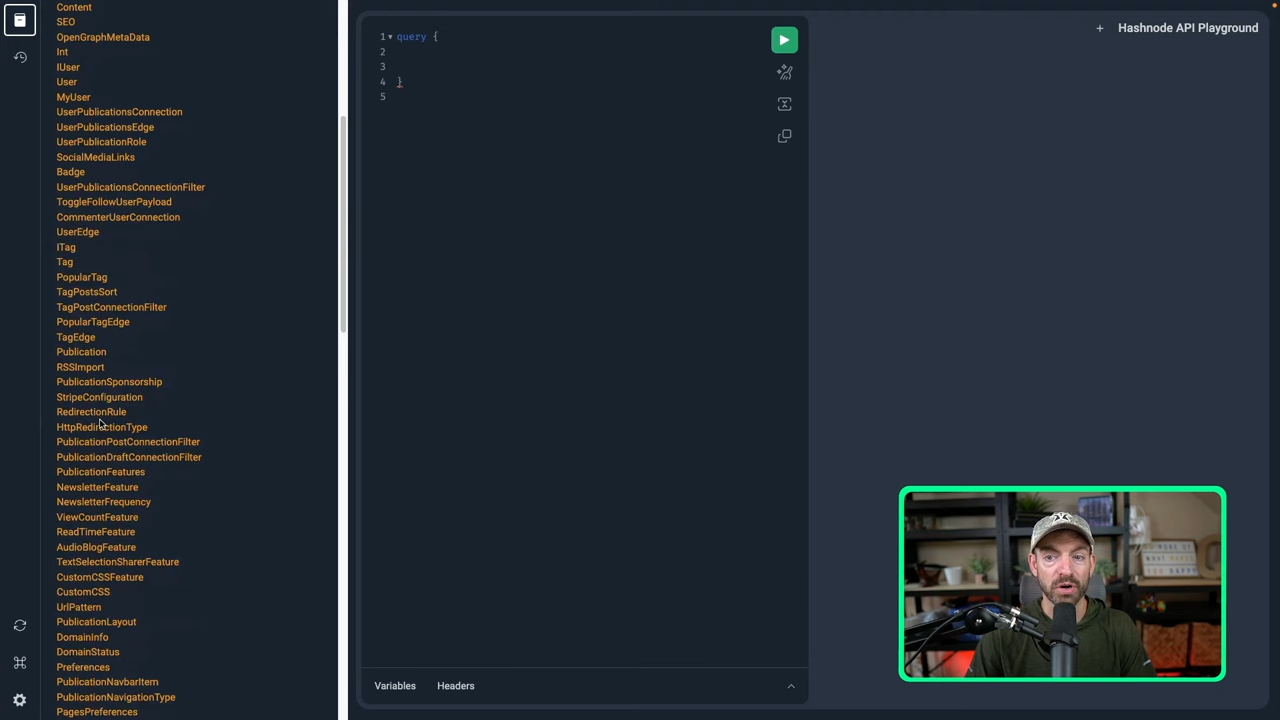 Content
SEO
OpenGraphMetaData
Int
IUser
User
MyUser
UserPublicationsConnection
UserPublicationsEdge
UserPublicationRole
SocialMediaLinks
Badge
UserPublicationsConnectionFilter
ToggleFollowUserPayload
CommenterUserConnection
UserEdge
ITag
Tag
PopularTag
TagPostsSort
TagPostConnectionFilter
PopularTagEdge
TagEdge
Publication
RSSImport
PublicationSponsorship
StripeConfiguration
RedirectionRule
HttpRedirectionType
PublicationPostConnectionFilter
PublicationDraftConnectionFilter
PublicationFeatures
NewsletterFeature
NewsletterFrequency
ViewCountFeature
ReadTimeFeature
AudioBlogFeature
TextSelectionSharerFeature
CustomCSSFeature
CustomCSS
UrlPattern
PublicationLayout
DomainInfo
DomainStatus
Preferences
PublicationNavbarItem
PublicationNavigationType
PagesPreferences
1 query {
2
3
4 }
5
Variables Headers
+ Hashnode API Playground